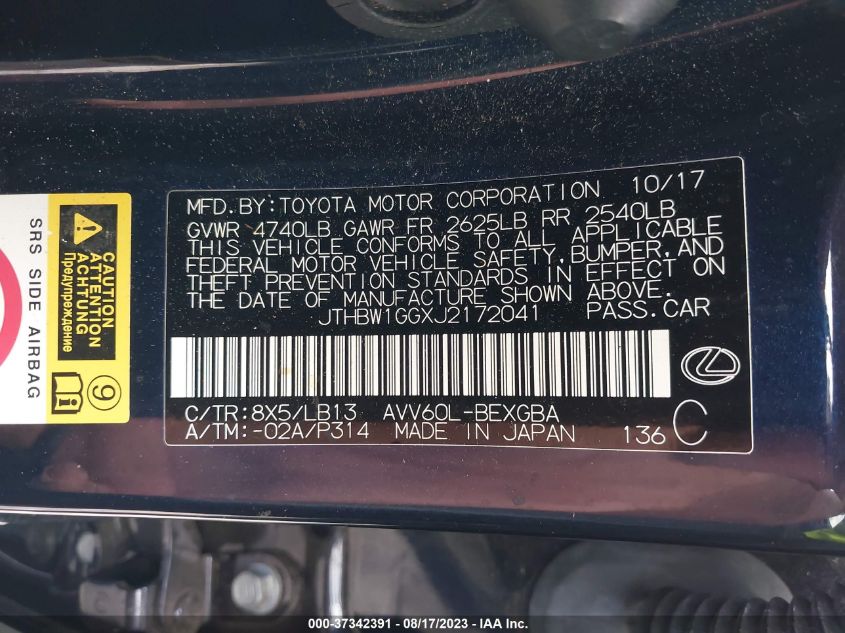 MFD.BY:TOYOTA MOTOR CORPORATION 10/17
GVWR 4740LB GAWR FR 2625LB RR 2540LB
THIS VEHICLE CONFORMS TO ALL APPLICABLE
FEDERAL MOTOR VEHICLE SAFETY,BUMPER,AND
THEFT PREVENTION STANDARDS IN EFFECT ON
THE DATE OF MANUFACTURE SHOWN ABOVE.
JTHBW1GGXJ2172041 PASS.CAR
C/TR:8X5/LB13 AVV60L-BEXGBA
A/TM:-02A/P314 MADE IN JAPAN 136 C
SRS SIDE AIRBAG
CAUTION
ATTENTION
ACHTUNG
Предупреждение
9
000-37342391 - 08/17/2023 - IAA Inc.